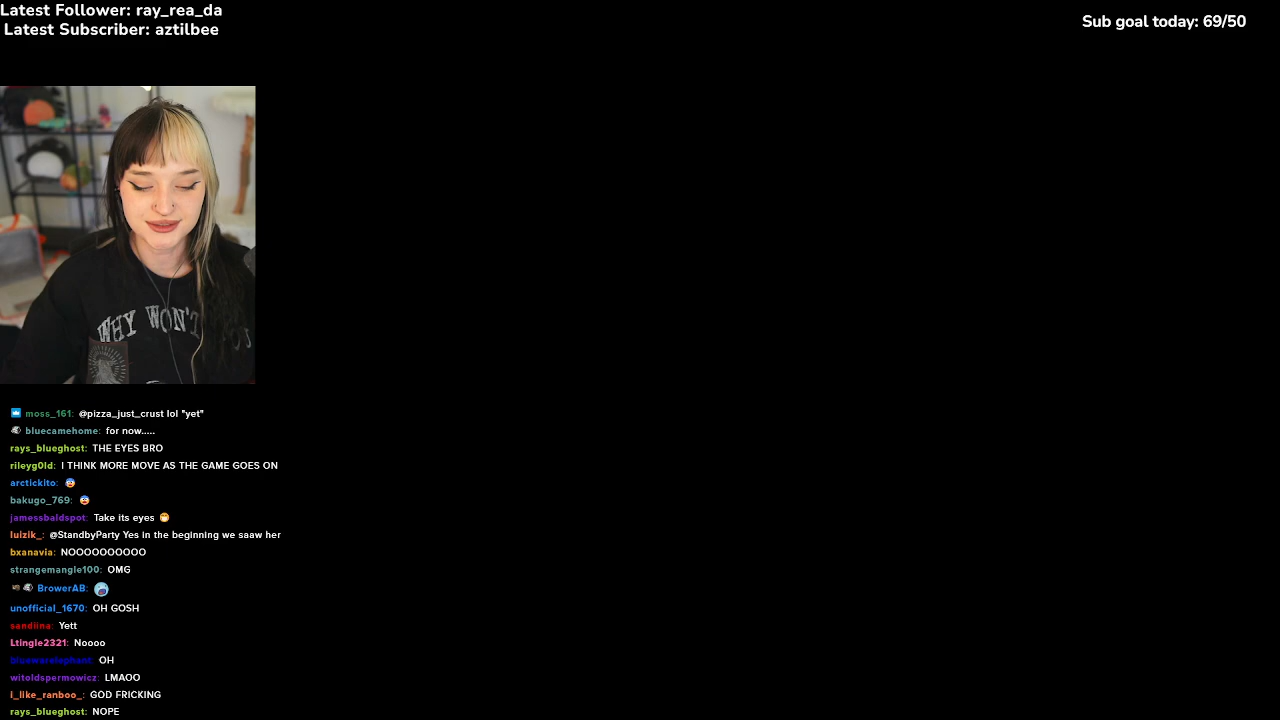 Latest Follower: ray_rea_da
Latest Subscriber: aztilbee
Sub goal today: 69/50
WHY WON'T
moss_161: @pizza_just_crust lol "yet"
bluecamehome: for now.....
rays_blueghost: THE EYES BRO
rileyg0ld: I THINK MORE MOVE AS THE GAME GOES ON
arctickito:
bakugo_769:
jamessbaldspot: Take its eyes
luizik_: @StandbyParty Yes in the beginning we saaw her
bxanavia: NOOOOOOOOOO
strangemangle100: OMG
BrowerAB:
unofficial_1670: OH GOSH
sandiina: Yett
Ltingle2321: Noooo
OH
witoldspermowicz: LMAOO
i_like_ranboo_: GOD FRICKING
rays_blueghost: NOPE